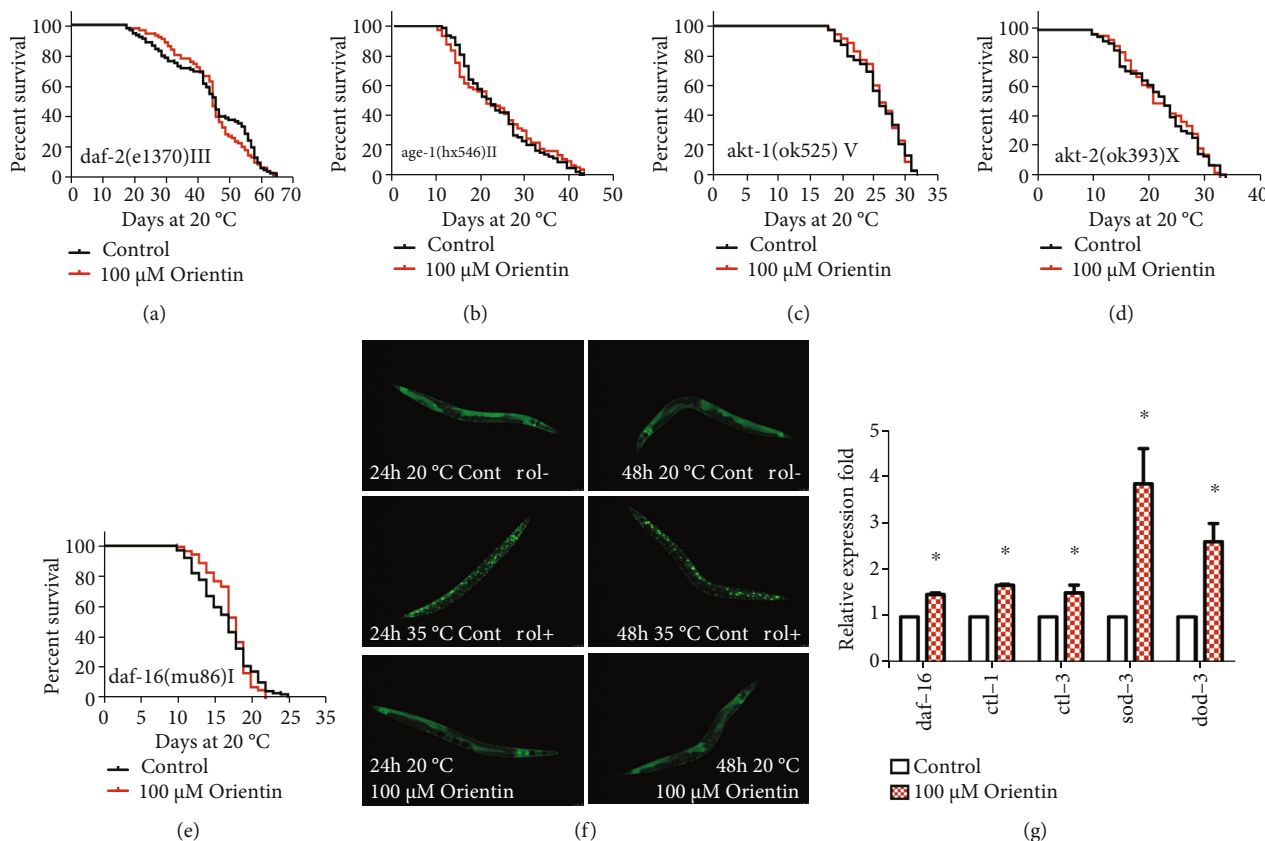 Percent survival
100
80
60
40
20
0
daf-2(e1370)III
0 10 20 30 40 50 60 70
Days at 20 °C
Control
100 μM Orientin
(a)
Percent survival
100
80
60
40
20
0
age-1(hx546)II
0 10 20 30 40 50
Days at 20 °C
Control
100 μM Orientin
(b)
Percent survival
100
80
60
40
20
0
akt-1(ok525) V
0 5 10 15 20 25 30 35
Days at 20 °C
Control
100 μM Orientin
(c)
Percent survival
100
80
60
40
20
0
akt-2(ok393)X
0 10 20 30 40
Days at 20 °C
Control
100 μM Orientin
(d)
Percent survival
100
80
60
40
20
0
daf-16(mu86)I
0 5 10 15 20 25 35
Days at 20 °C
Control
100 μM Orientin
(e)
24h 20 °C Cont rol-
48h 20 °C Cont rol-
24h 35 °C Cont rol+
48h 35 °C Cont rol+
24h 20 °C
100 μM Orientin
48h 20 °C
100 μM Orientin
(f)
Relative expression fold
5
4
3
2
1
0
* * * * *
daf–16
ctl–1
ctl–3
sod–3
dod–3
Control
100 μM Orientin
(g)